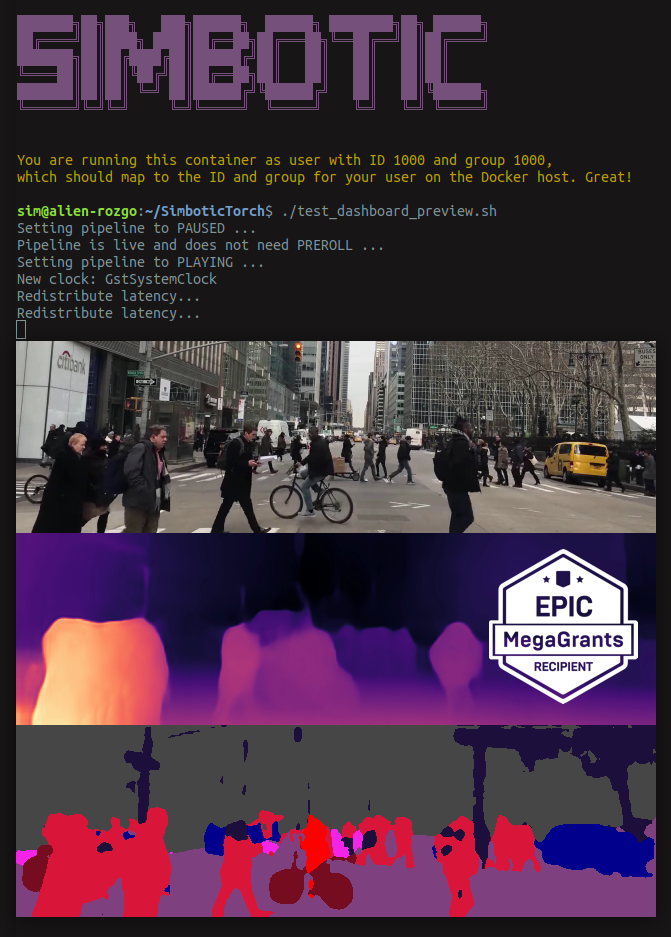 SIMBOTIC
You are running this container as user with ID 1000 and group 1000,
which should map to the ID and group for your user on the Docker host. Great!
sim@alien-rozgo:~/SimboticTorch$ ./test_dashboard_preview.sh
Setting pipeline to PAUSED ...
Pipeline is live and does not need PREROLL ...
Setting pipeline to PLAYING ...
New clock: GstSystemClock
Redistribute latency...
Redistribute latency...
citibank
ONLY
EPIC
MegaGrants
RECIPIENT